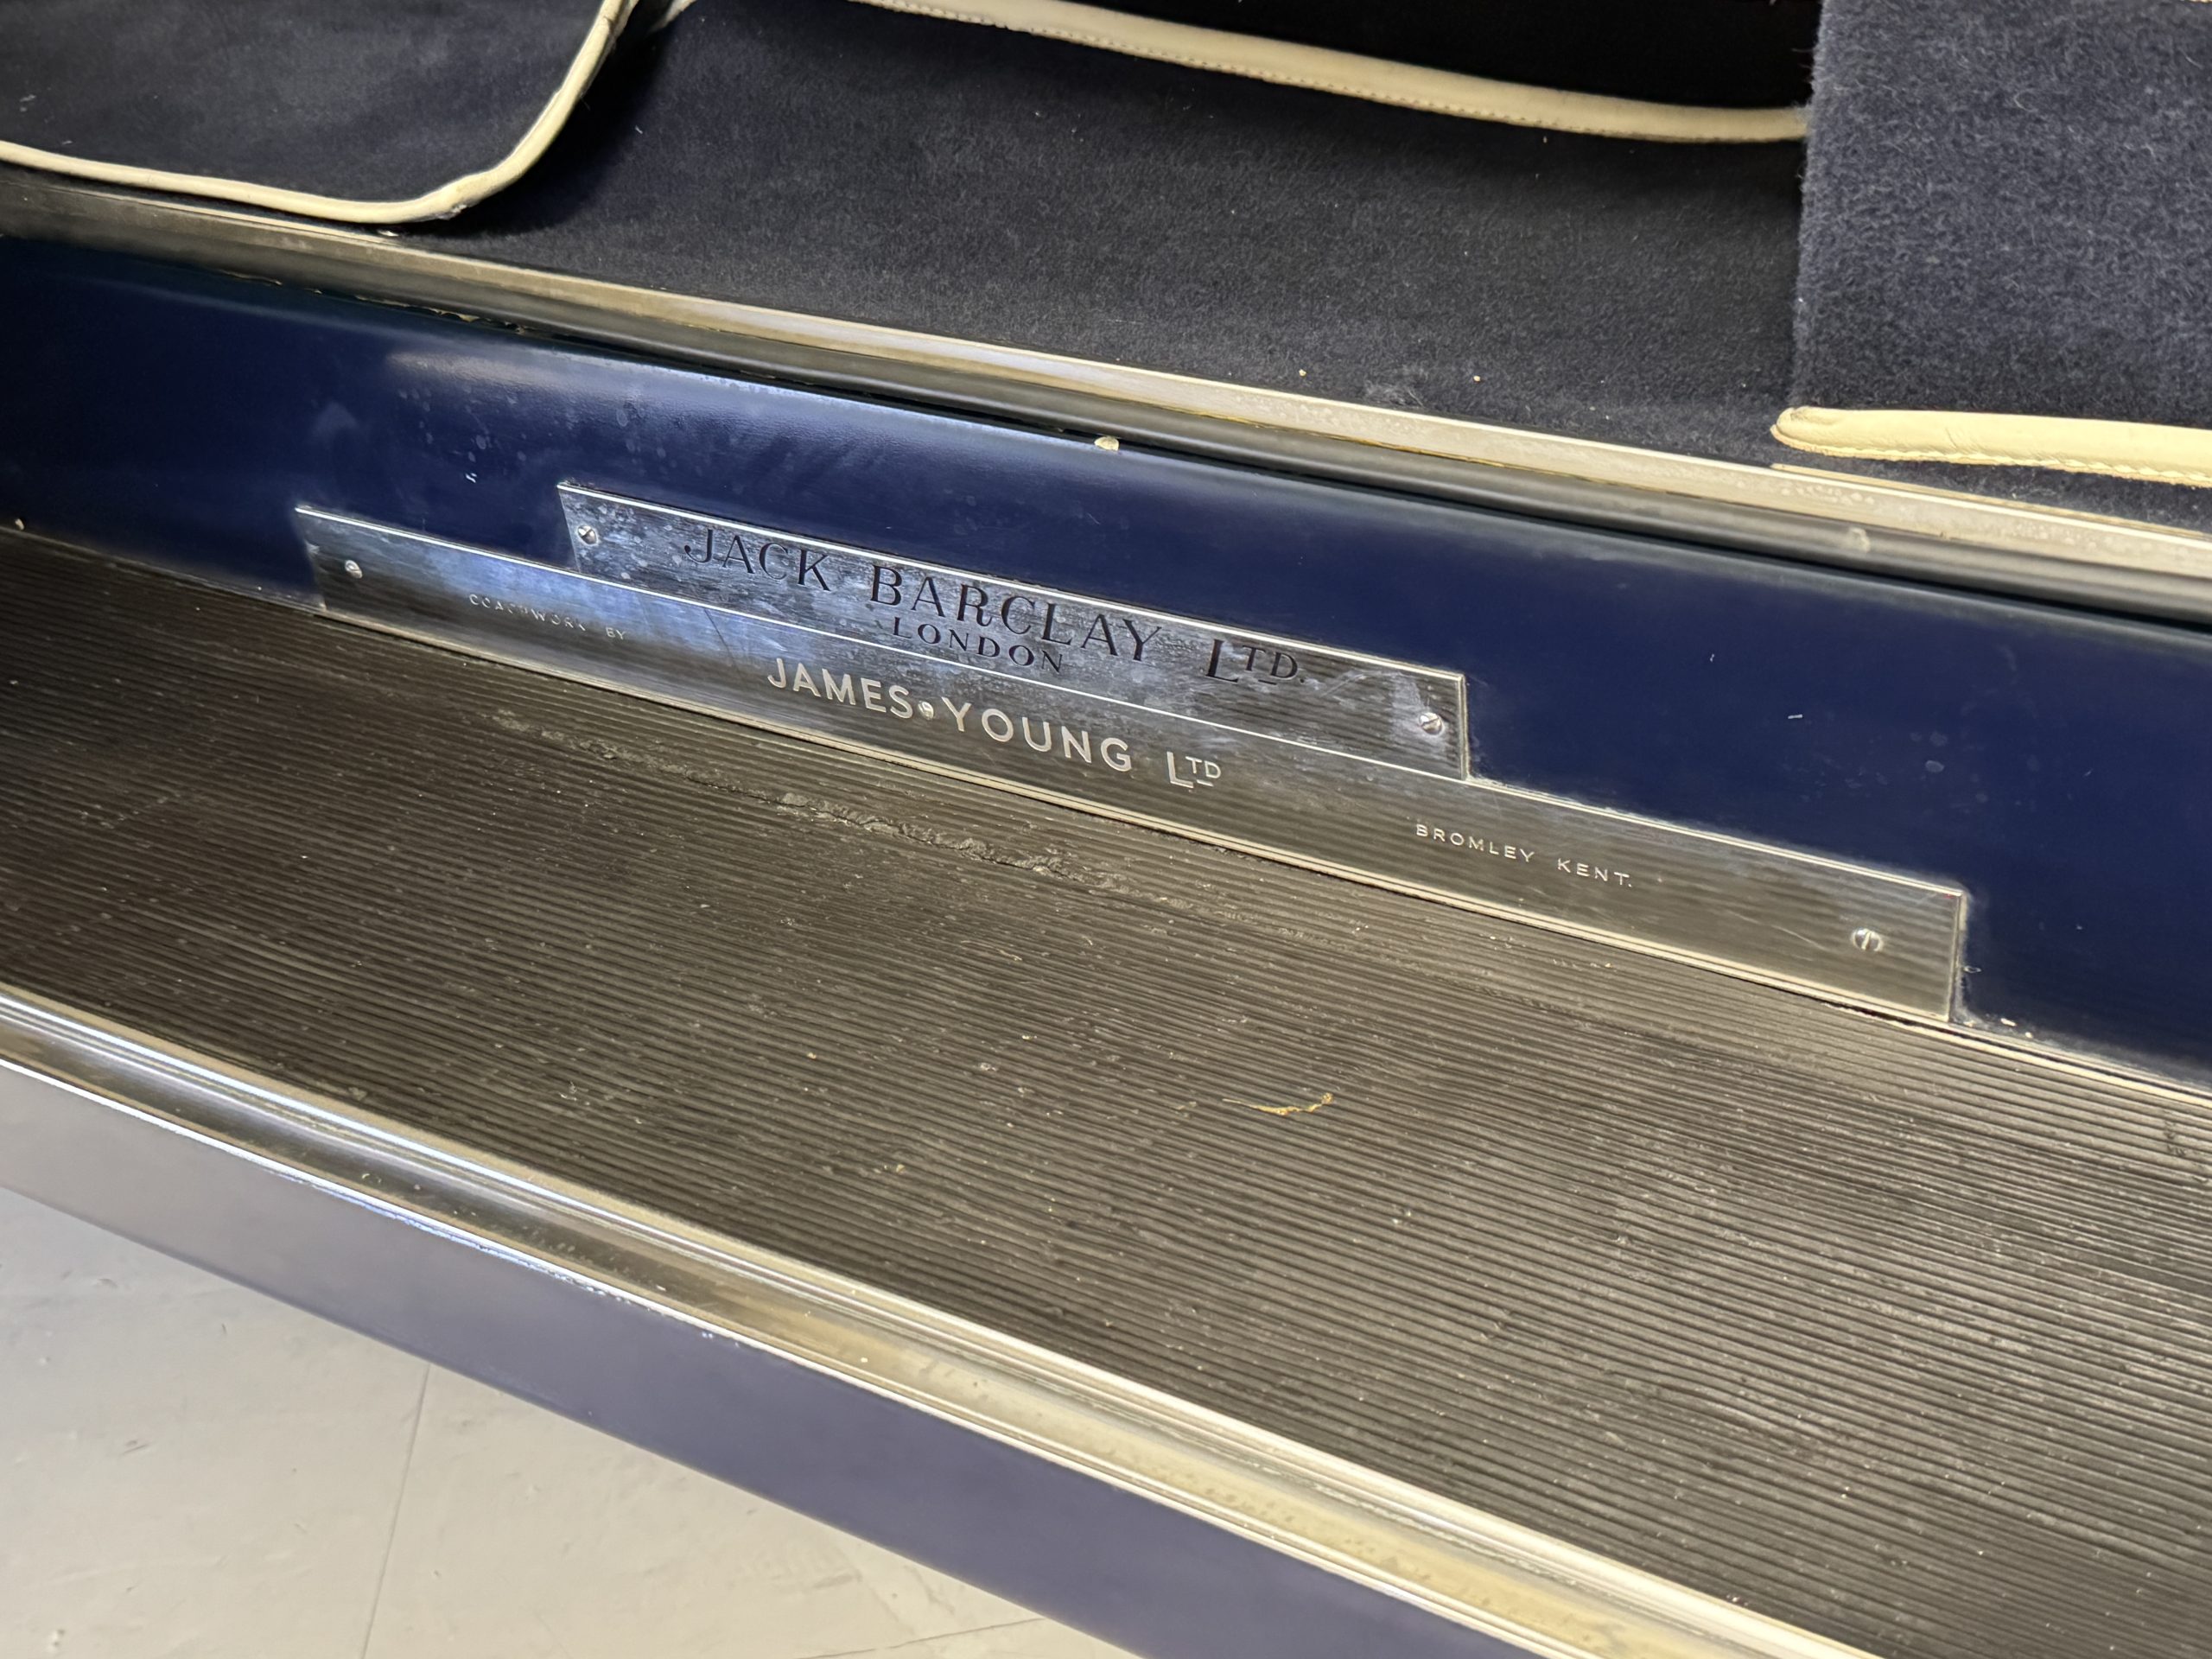 JACK BARCLAY LTD.
LONDON
COACHWORK BY
JAMES YOUNG LTD
BROMLEY KENT.